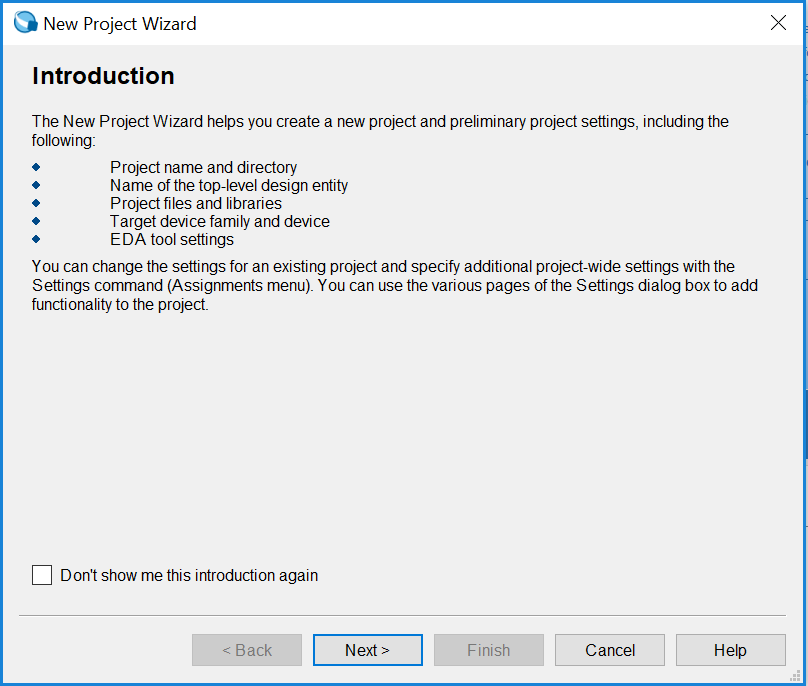 New Project Wizard
Introduction
The New Project Wizard helps you create a new project and preliminary project settings, including the
following:
Project name and directory
Name of the top-level design entity
Project files and libraries
Target device family and device
EDA tool settings
You can change the settings for an existing project and specify additional project-wide settings with the
Settings command (Assignments menu). You can use the various pages of the Settings dialog box to add
functionality to the project.
Don't show me this introduction again
< Back
Next >
Finish
Cancel
Help